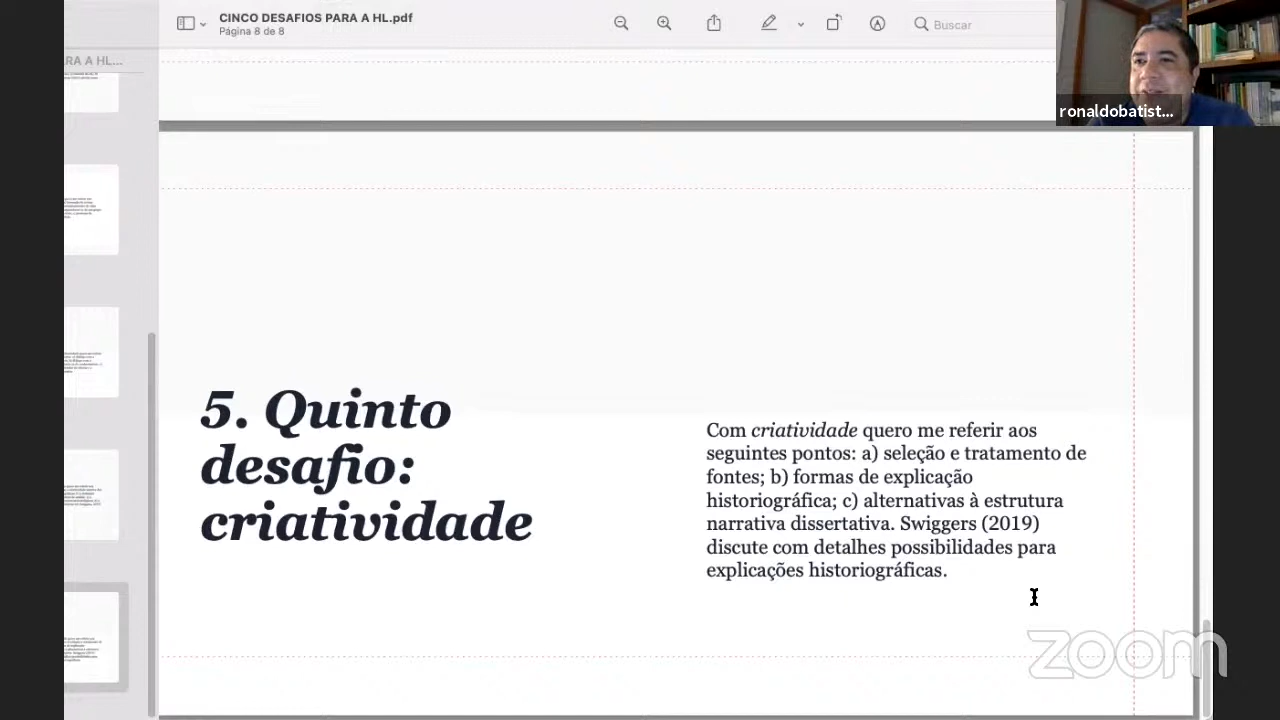 CINCO DESAFIOS PARA A HL.pdf
Página 8 de 8
Buscar
RA A HL...
ronaldobatist...
5. Quinto
desafio:
criatividade
Com criatividade quero me referir aos
seguintes pontos: a) seleção e tratamento de
fontes; b) formas de explicação
historiográfica; c) alternativas à estrutura
narrativa dissertativa. Swiggers (2019)
discute com detalhes possibilidades para
explicações historiográficas.
zoom